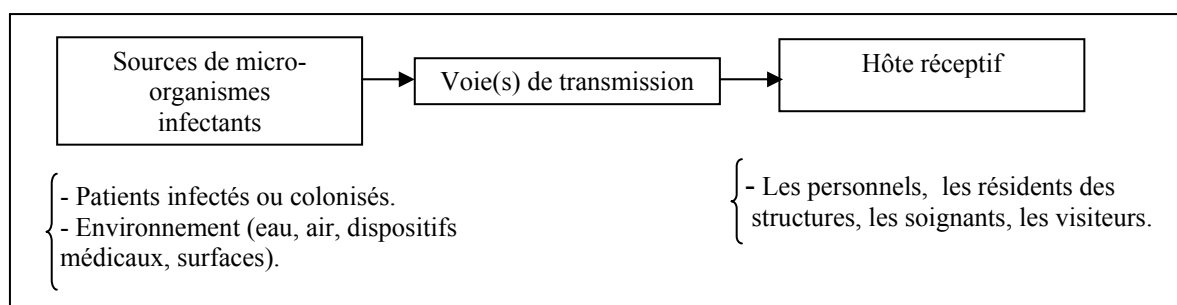 Sources de micro-
organismes
infectants
Voie(s) de transmission
Hôte réceptif
- Patients infectés ou colonisés.
- Environnement (eau, air, dispositifs
médicaux, surfaces).
- Les personnels, les résidents des
structures, les soignants, les visiteurs.